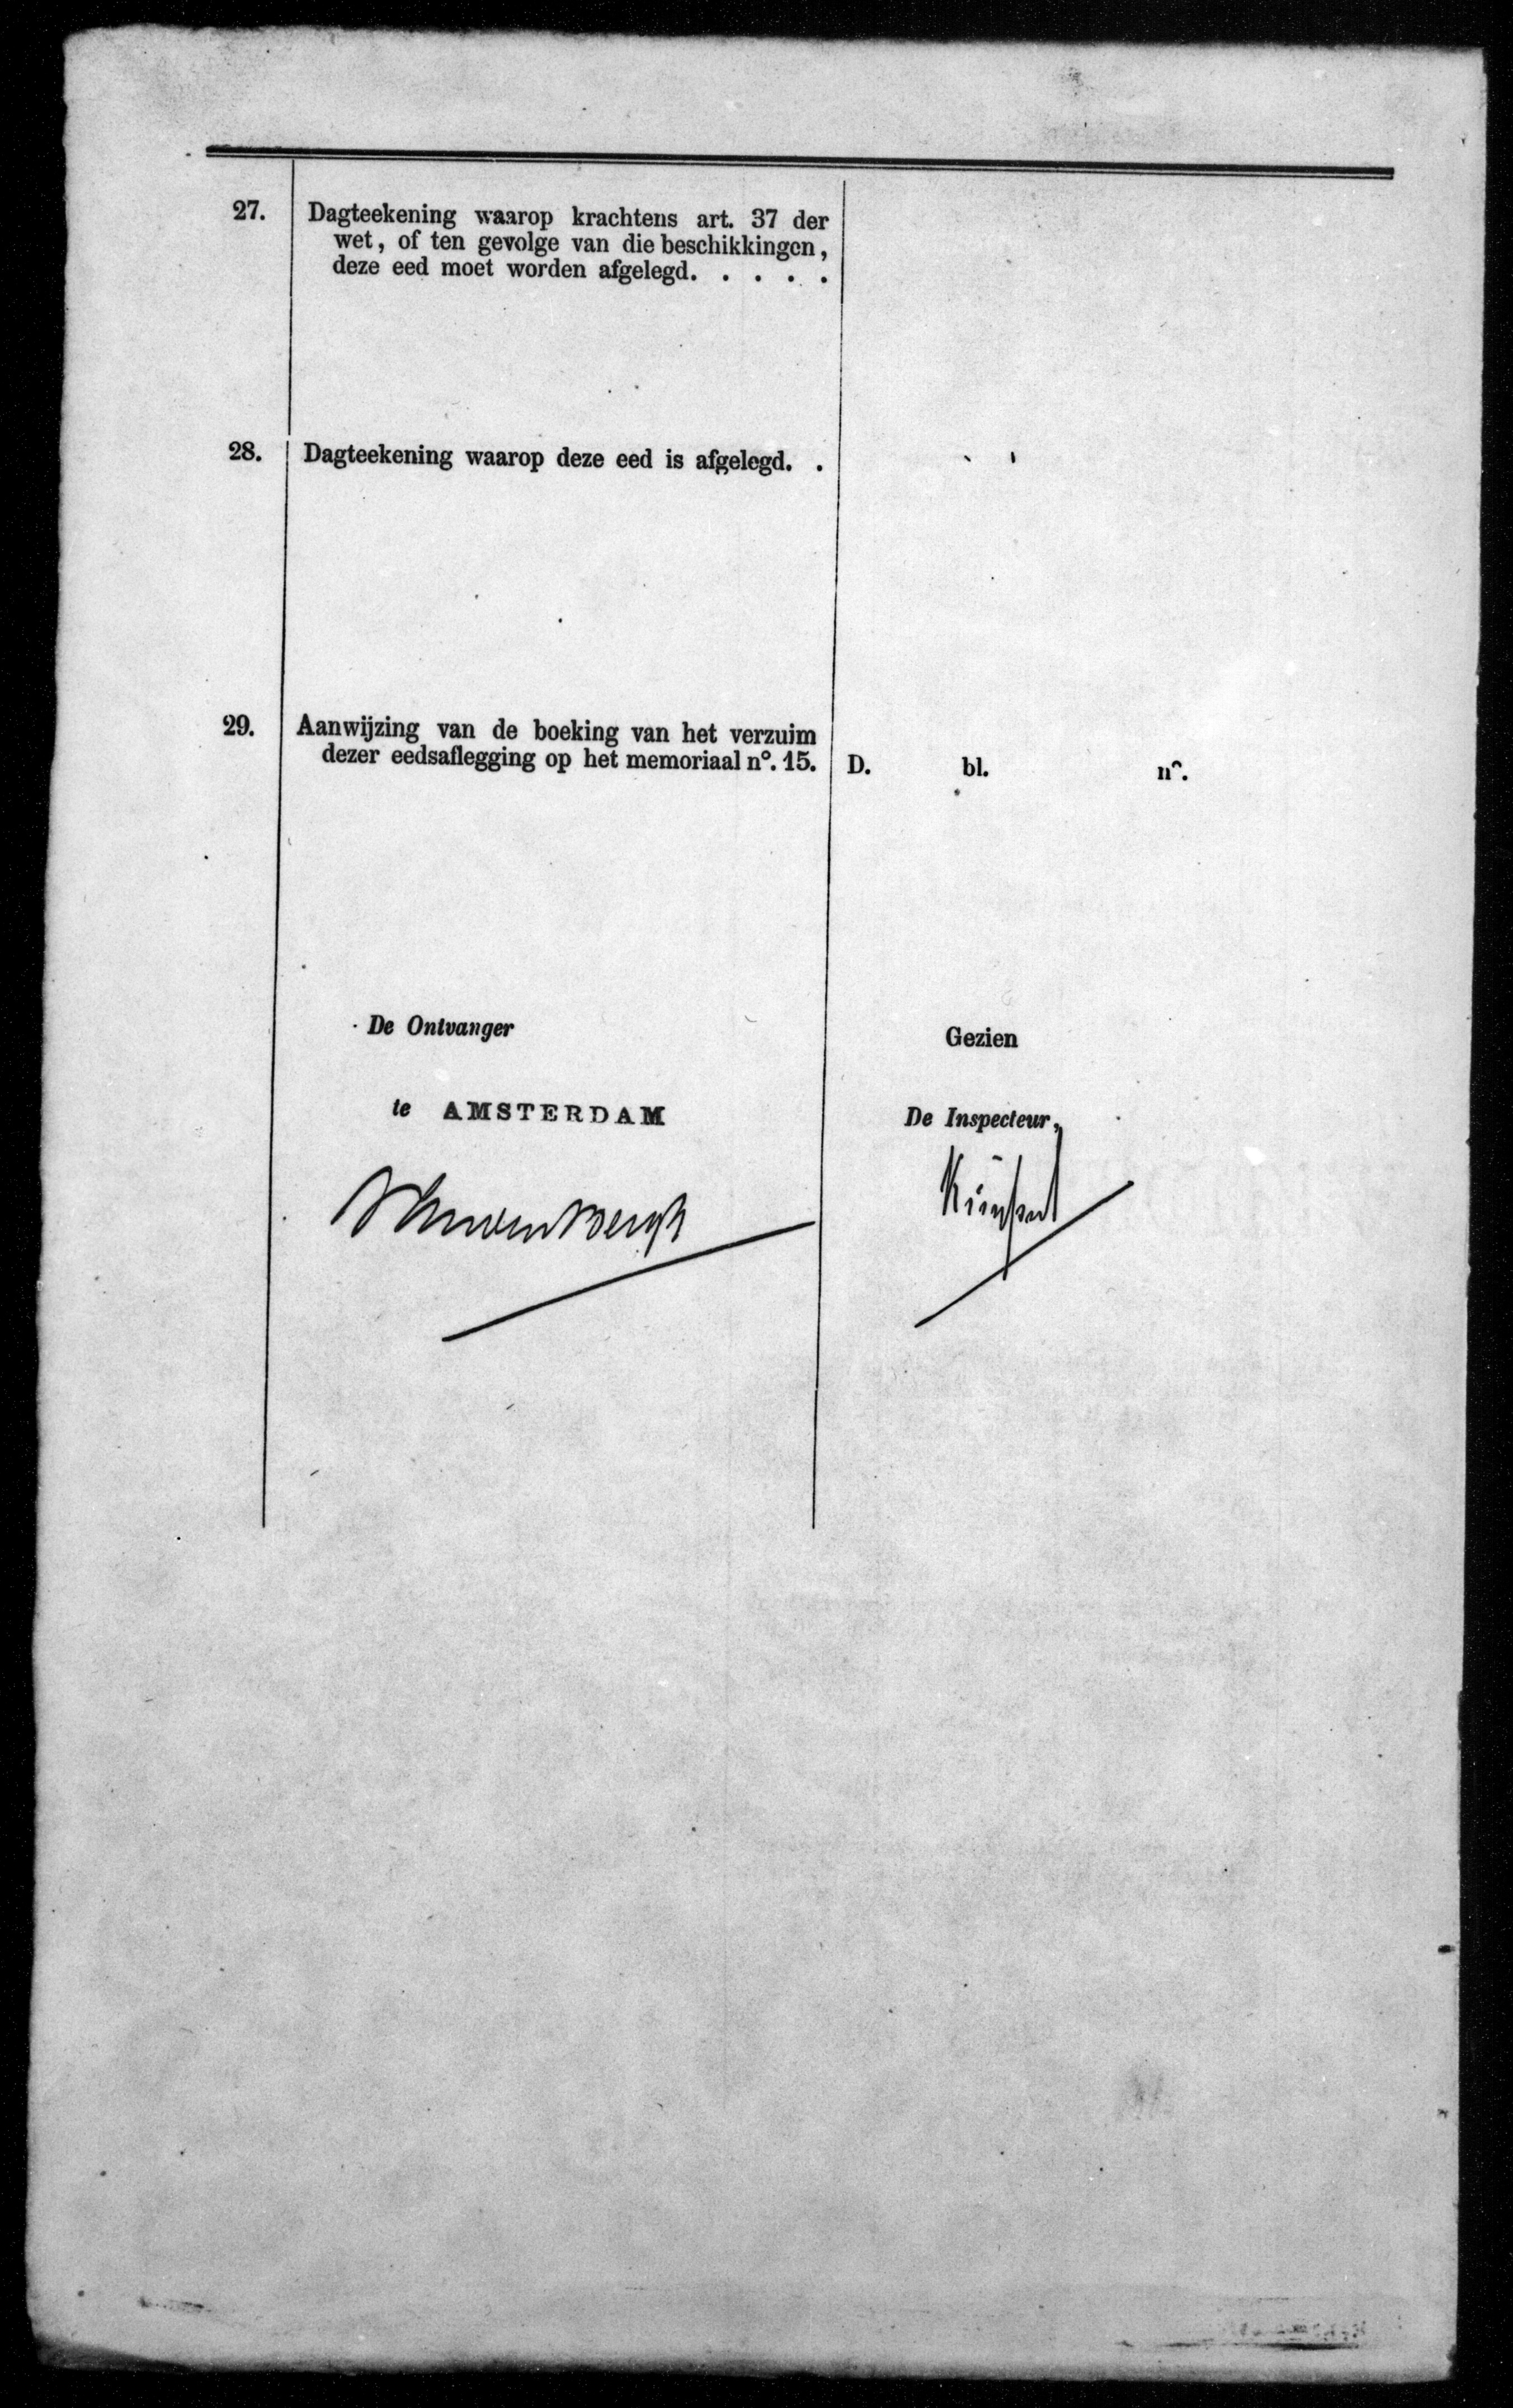 27. Dagteekening waarop krachtens art. 37 der
wet, of ten gevolge van die beschikkingen,
deze eed moet worden afgelegd. . . . .
28. Dagteekening waarop deze eed is afgelegd. .
29. Aanwijzing van de boeking van het verzuim
dezer eedsaflegging op het memoriaal n°. 15. D. bl. n°.
De Ontvanger
te AMSTERDAM
Gezien
De Inspecteur,